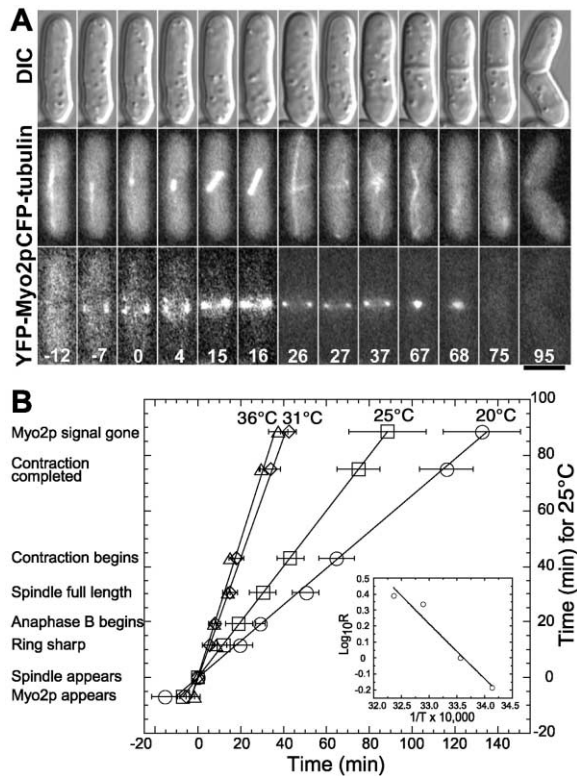 A
DIC
YFP-Myo2pCFP-tubulin
-12 -7 0 4 15 16 26 27 37 67 68 75 95
B
36°C 31°C 25°C 20°C
Myo2p signal gone
Contraction
completed
Contraction begins
Spindle full length
Anaphase B begins
Ring sharp
Spindle appears
Myo2p appears
100
80
60
40
20
0
-20
Time (min) for 25°C
0.5
0.4
0.3
0.2
0.1
0
-0.1
-0.2
Log10R
32.0 32.5 33.0 33.5 34.0 34.5
1/T x 10,000
-20 0 20 40 60 80 100 120 140
Time (min)